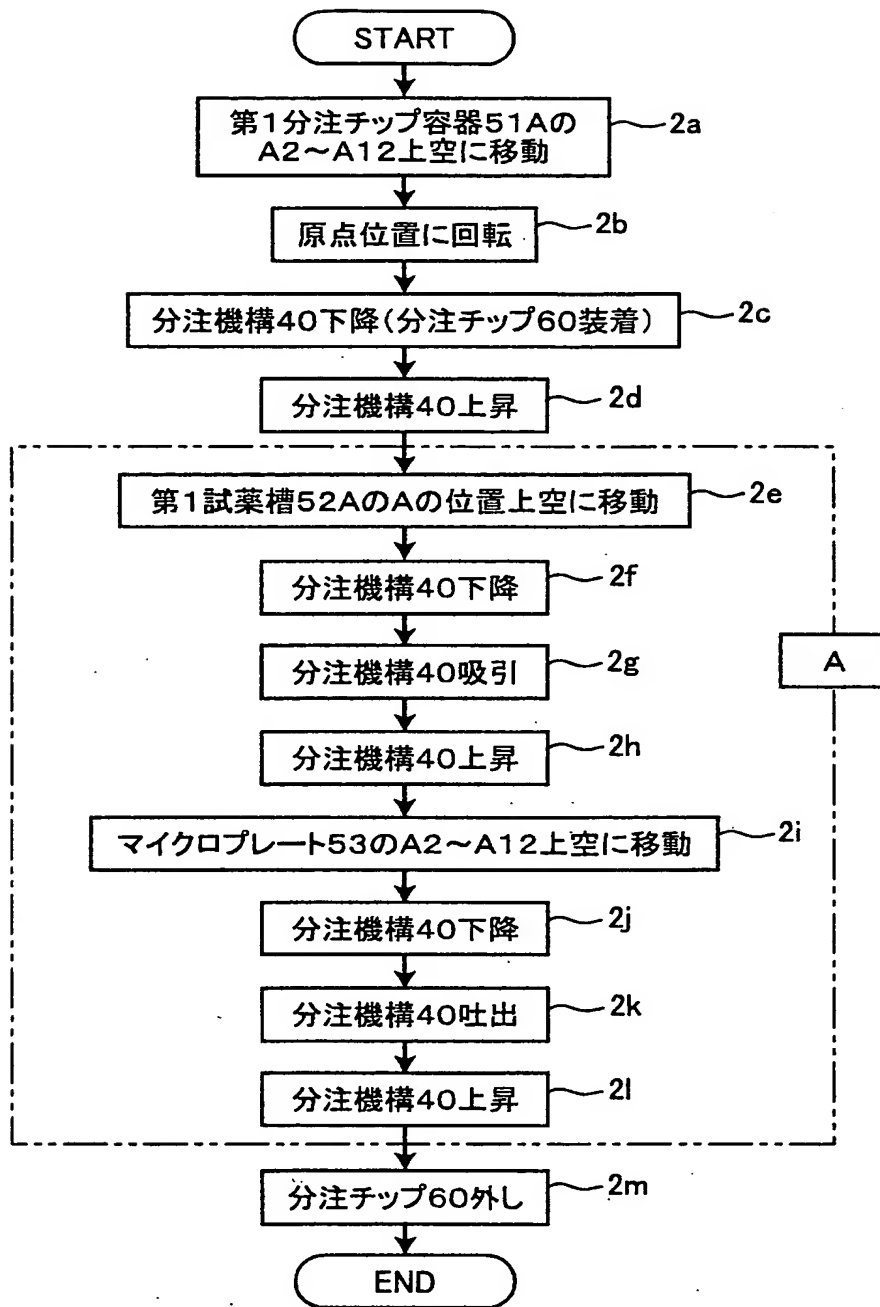 START
第1分注チップ容器51Aの
A2～A12上空に移動
2a
原点位置に回転
2b
分注機構40下降(分注チップ60装着)
2c
分注機構40上昇
2d
第1試薬槽52AのAの位置上空に移動
2e
分注機構40下降
2f
分注機構40吸引
2g
A
分注機構40上昇
2h
マイクロプレート53のA2～A12上空に移動
2i
分注機構40下降
2j
分注機構40吐出
2k
分注機構40上昇
2l
分注チップ60外し
2m
END